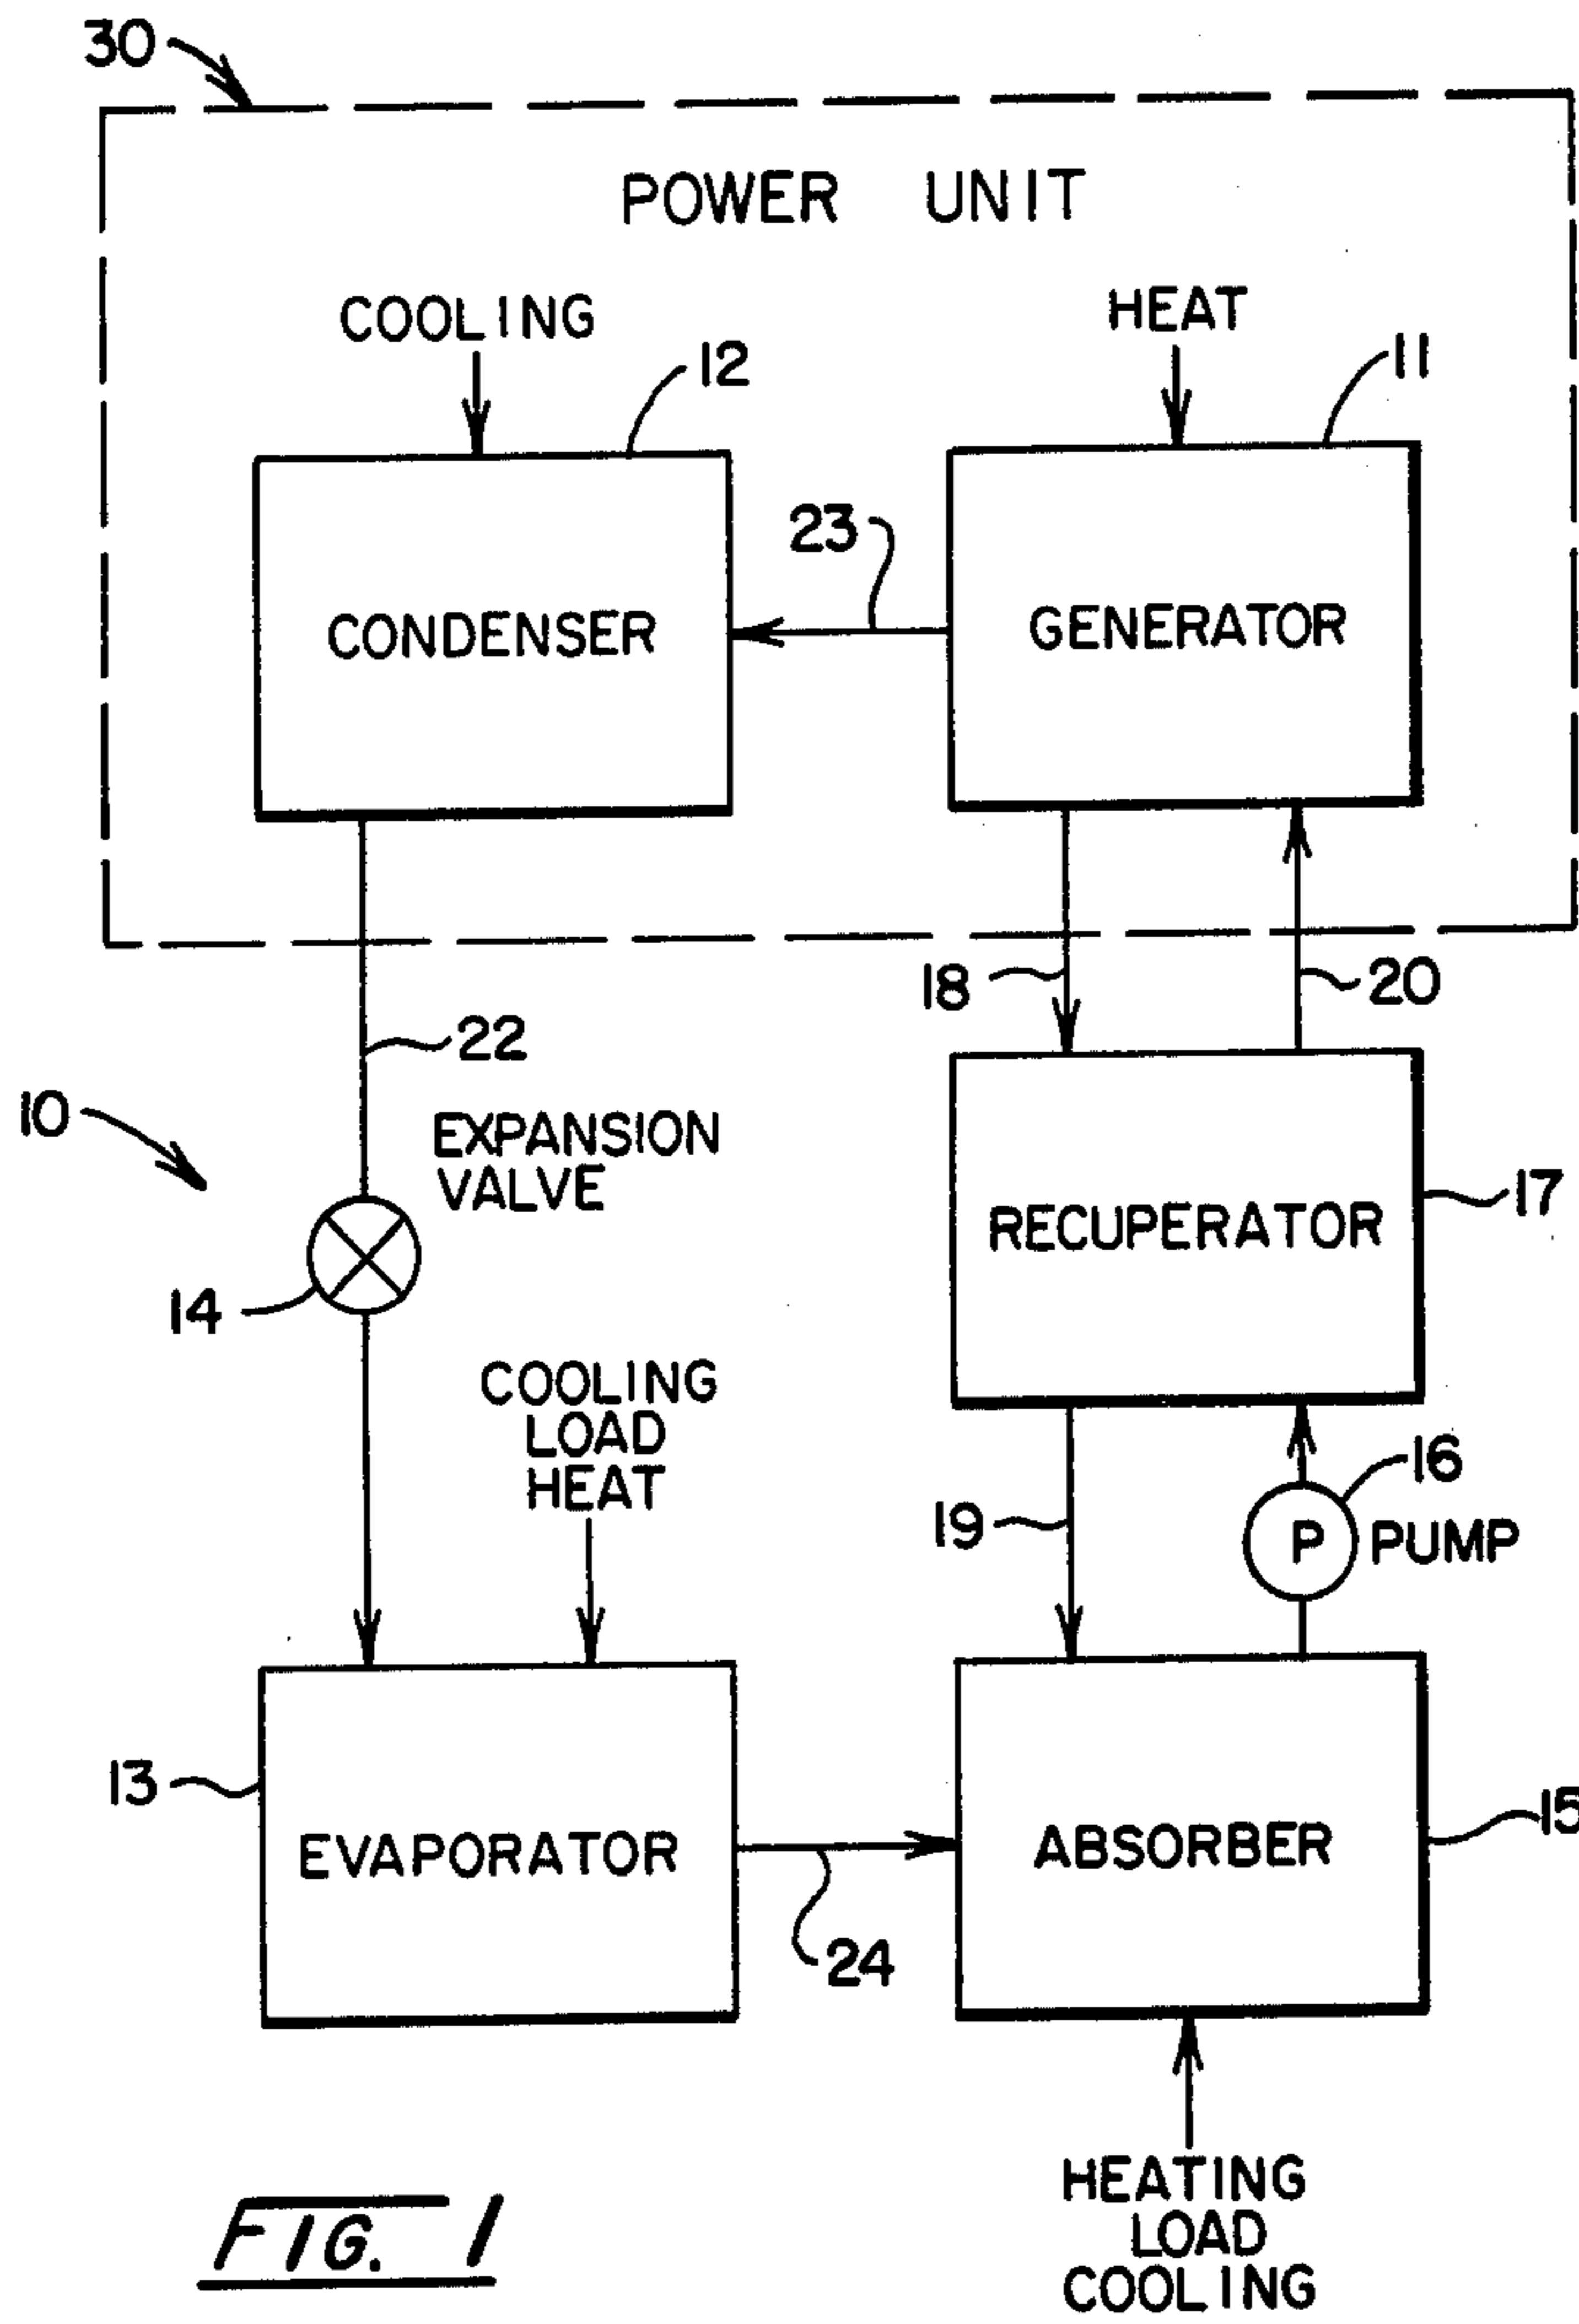 30
POWER UNIT
COOLING
HEAT
12
11
23
CONDENSER
GENERATOR
18
20
22
10
EXPANSION
VALVE
17
RECUPERATOR
14
COOLING
LOAD
HEAT
16
19
P
PUMP
13
15
EVAPORATOR
ABSORBER
24
HEATING
LOAD
COOLING
FIG. 1